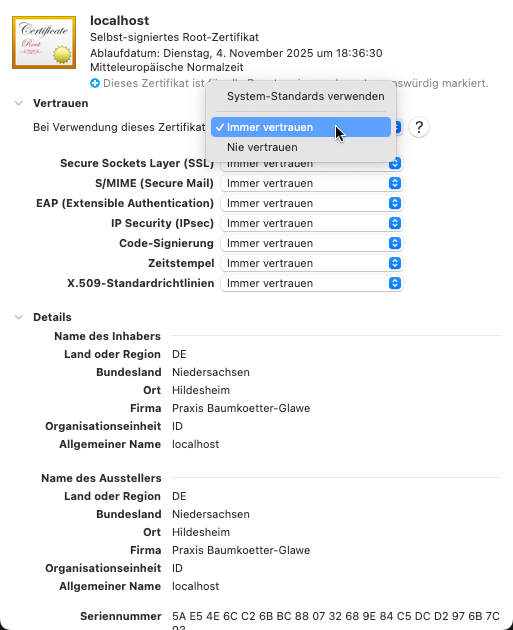 Certificate
Root
localhost
Selbst-signiertes Root-Zertifikat
Ablaufdatum: Dienstag, 4. November 2025 um 18:36:30
Mitteleuropäische Normalzeit
Dieses Zertifikat ist für
würdig markiert.
System-Standards verwenden
Vertrauen
Bei Verwendung dieses Zertifikat
✓ Immer vertrauen
?
Nie vertrauen
Secure Sockets Layer (SSL) Immer vertrauen
S/MIME (Secure Mail) Immer vertrauen
EAP (Extensible Authentication) Immer vertrauen
IP Security (IPsec) Immer vertrauen
Code-Signierung Immer vertrauen
Zeitstempel Immer vertrauen
X.509-Standardrichtlinien Immer vertrauen
Details
Name des Inhabers
Land oder Region DE
Bundesland Niedersachsen
Ort Hildesheim
Firma Praxis Baumkoetter-Glawe
Organisationseinheit ID
Allgemeiner Name localhost
Name des Ausstellers
Land oder Region DE
Bundesland Niedersachsen
Ort Hildesheim
Firma Praxis Baumkoetter-Glawe
Organisationseinheit ID
Allgemeiner Name localhost
Seriennummer 5A E5 4E 6C C2 6B BC 88 07 32 68 9E 84 C5 DC D2 97 6B 7C